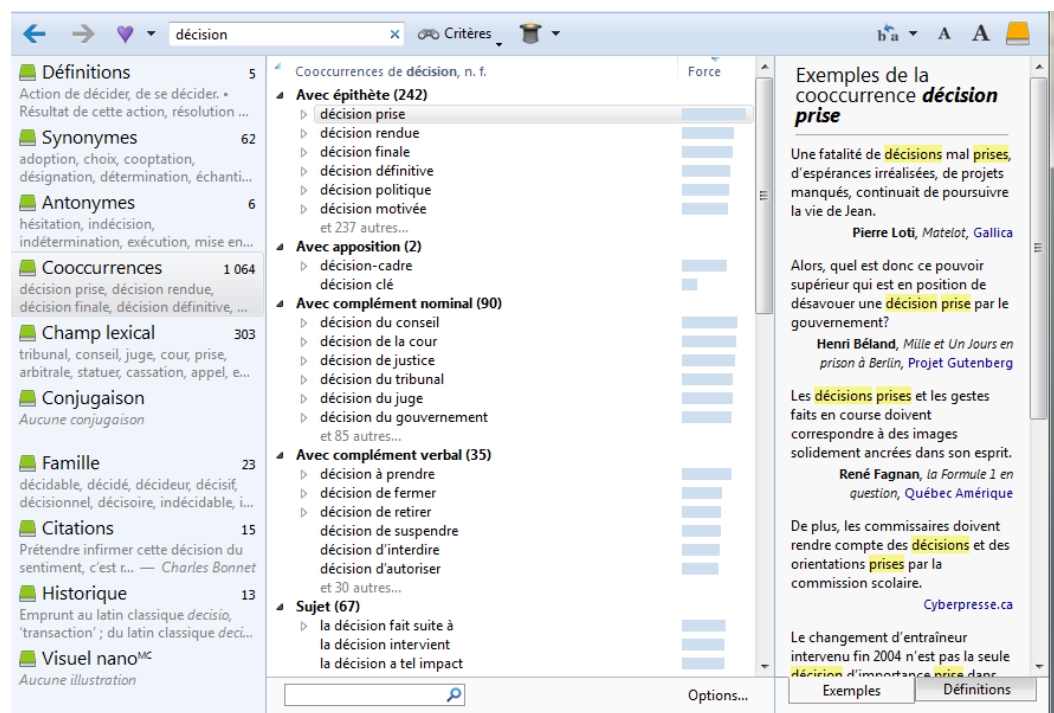 décision
Critères
b'a
A
A
Définitions 5
Action de décider, de se décider. •
Résultat de cette action, résolution ...
Synonymes 62
adoption, choix, cooptation,
désignation, détermination, échanti...
Antonymes 6
hésitation, indécision,
indétermination, exécution, mise en...
Cooccurrences 1 064
décision prise, décision rendue,
décision finale, décision définitive, ...
Champ lexical 303
tribunal, conseil, juge, cour, prise,
arbitrale, statuer, cassation, appel, e...
Conjugaison
Aucune conjugaison
Famille 23
décidable, décidé, décideur, décisif,
décisionnel, décisoire, indécidable, i...
Citations 15
Prétendre infirmer cette décision du
sentiment, c'est r... — Charles Bonnet
Historique 13
Emprunt au latin classique decisio,
'transaction' ; du latin classique deci...
Visuel nanoMC
Aucune illustration
Cooccurrences de décision, n. f. Force
Avec épithète (242)
décision prise
décision rendue
décision finale
décision définitive
décision politique
décision motivée
et 237 autres...
Avec apposition (2)
décision-cadre
décision clé
Avec complément nominal (90)
décision du conseil
décision de la cour
décision de justice
décision du tribunal
décision du juge
décision du gouvernement
et 85 autres...
Avec complément verbal (35)
décision à prendre
décision de fermer
décision de retirer
décision de suspendre
décision d'interdire
décision d'autoriser
et 30 autres...
Sujet (67)
la décision fait suite à
la décision intervient
la décision a tel impact
Options...
Exemples de la
cooccurrence décision
prise
Une fatalité de décisions mal prises,
d'espérances irréalisées, de projets
manqués, continuait de poursuivre
la vie de Jean.
Pierre Loti, Matelot, Gallica
Alors, quel est donc ce pouvoir
supérieur qui est en position de
désavouer une décision prise par le
gouvernement?
Henri Béland, Mille et Un Jours en
prison à Berlin, Projet Gutenberg
Les décisions prises et les gestes
faits en course doivent
correspondre à des images
solidement ancrées dans son esprit.
René Fagnan, la Formule 1 en
question, Québec Amérique
De plus, les commissaires doivent
rendre compte des décisions et des
orientations prises par la
commission scolaire.
Cyberpresse.ca
Le changement d'entraîneur
intervenu fin 2004 n'est pas la seule
décision d'importance prise dans
Exemples
Définitions